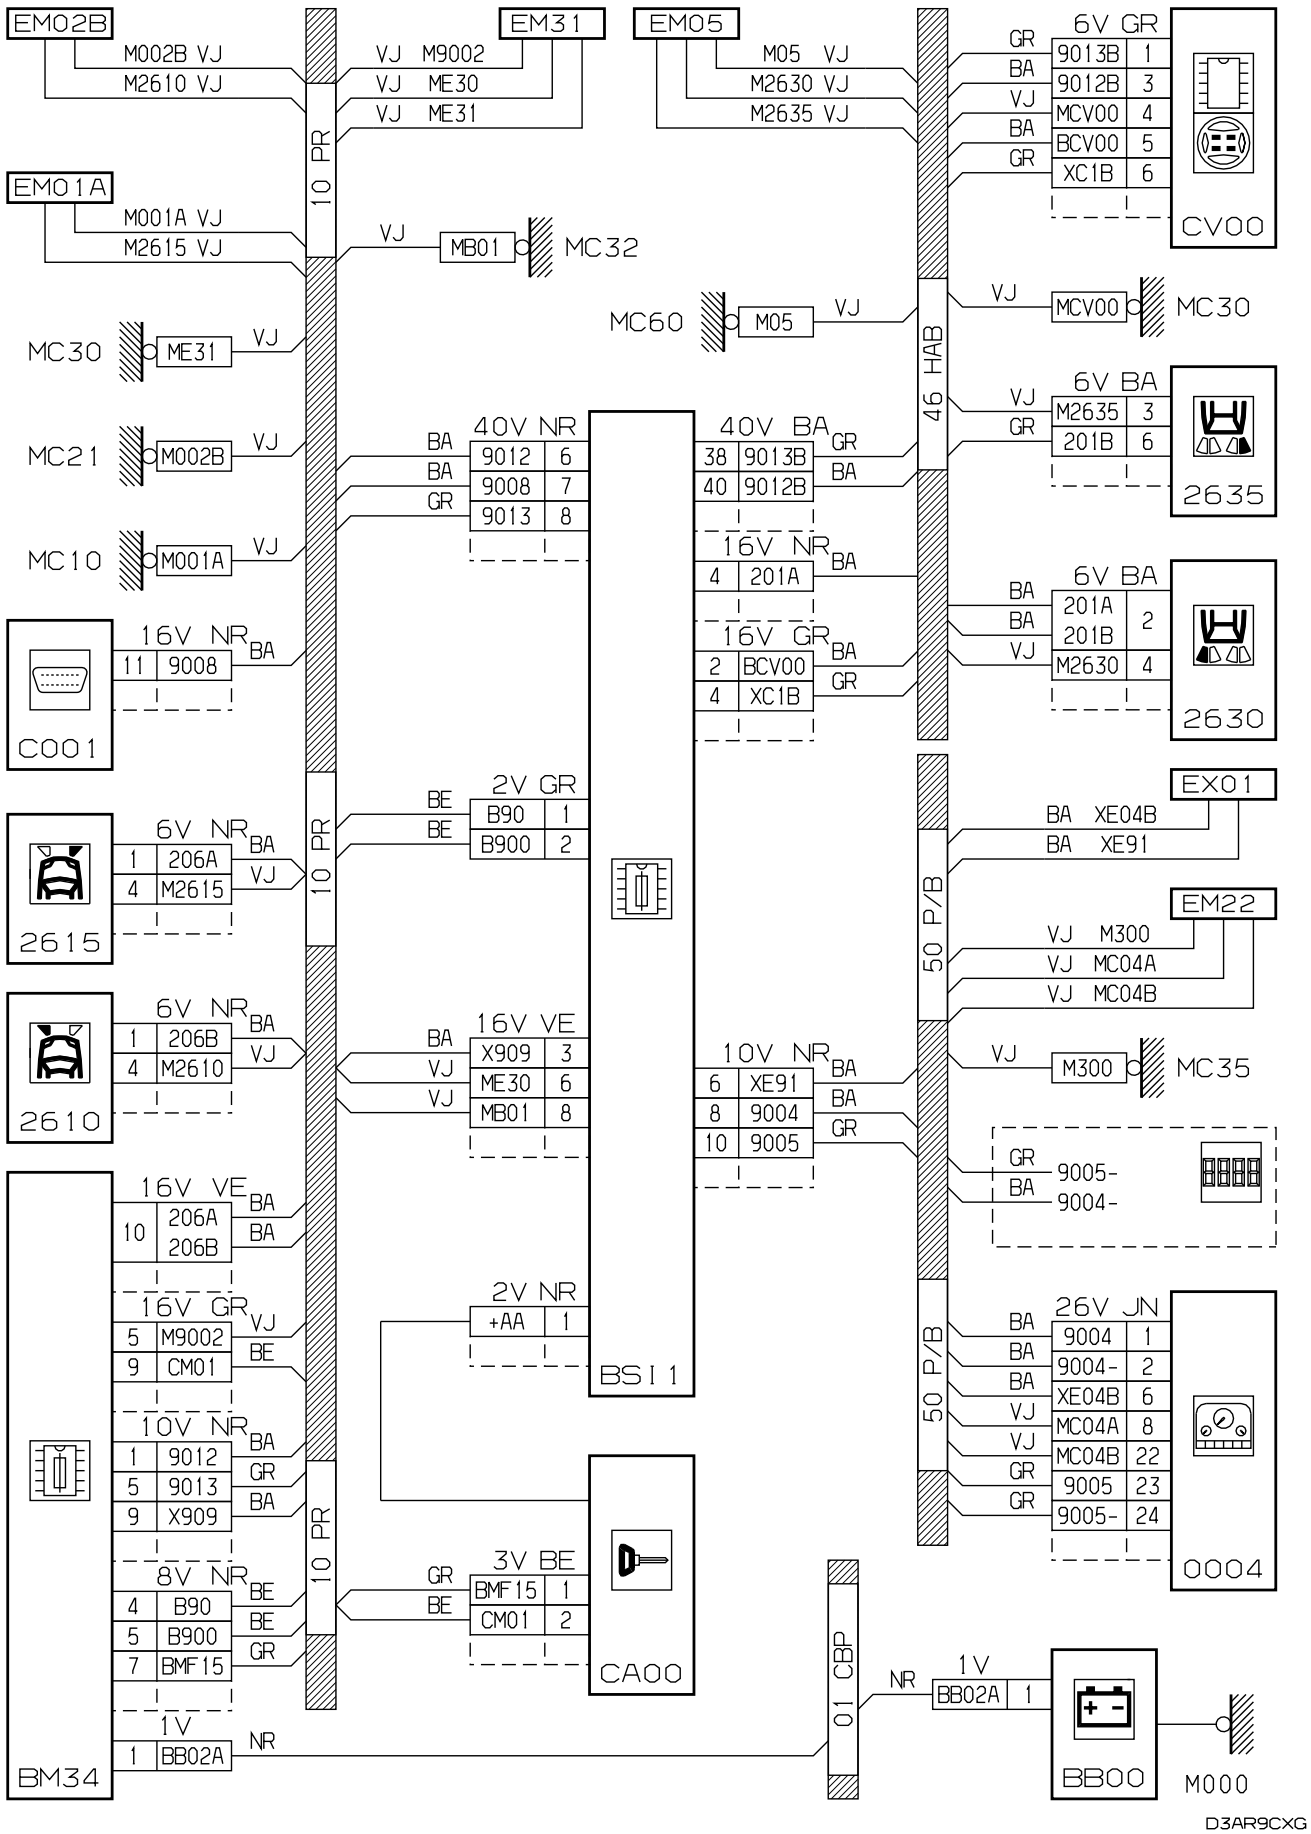 EM02B
M002B VJ
M2610 VJ
EM01A
M001A VJ
M2615 VJ
MC30 ME31 VJ
MC21 M002B VJ
MC10 M001A VJ
16V NR
11 9008 BA
C001
6V NR
1 206A BA
4 M2615 VJ
2615
6V NR
1 206B BA
4 M2610 VJ
2610
16V VE
10 206A BA
206B BA
16V GR
5 M9002 VJ
9 CM01 BE
10V NR
1 9012 BA
5 9013 GR
9 X909 BA
8V NR
4 B90 BE
5 B900 BE
7 BMF15 GR
1V
1 BB02A NR
BM34
10 PR
10 PR
10 PR
EM31
VJ M9002
VJ ME30
VJ ME31
VJ MB01 MC32
40V NR
BA 9012 6
BA 9008 7
GR 9013 8
2V GR
BE B90 1
BE B900 2
16V VE
BA X909 3
VJ ME30 6
VJ MB01 8
2V NR
+AA 1
BSI1
3V BE
GR BMF15 1
BE CM01 2
CA00
EM05
M05 VJ
M2630 VJ
M2635 VJ
MC60 M05 VJ
40V BA
38 9013B GR
40 9012B BA
16V NR
4 201A BA
16V GR
2 BCV00 BA
4 XC1B GR
10V NR
6 XE91 BA
8 9004 BA
10 9005 GR
46 HAB
50 P/B
50 P/B
01 CBP
6V GR
GR 9013B 1
BA 9012B 3
VJ MCV00 4
BA BCV00 5
GR XC1B 6
CV00
VJ MCV00 MC30
6V BA
VJ M2635 3
GR 201B 6
2635
6V BA
BA 201A 2
BA 201B
VJ M2630 4
2630
EX01
BA XE04B
BA XE91
EM22
VJ M300
VJ MC04A
VJ MC04B
VJ M300 MC35
GR 9005-
BA 9004-
26V JN
BA 9004 1
BA 9004- 2
BA XE04B 6
VJ MC04A 8
VJ MC04B 22
GR 9005 23
GR 9005- 24
0004
1V
NR BB02A 1
+ -
BB00
M000
D3AR9CXG